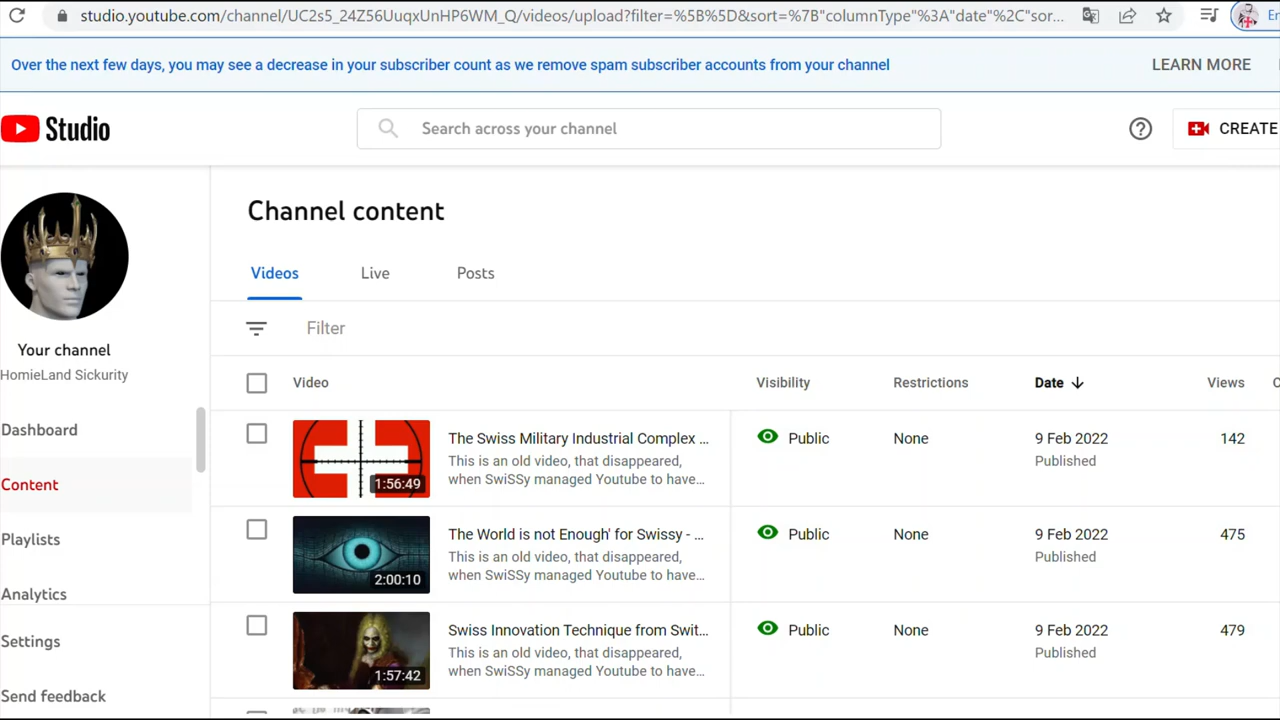 studio.youtube.com/channel/UC2s5_24Z56UuqxUnHP6WM_Q/videos/upload?filter=%5B%5D&sort=%7B"columnType"%3A"date"%2C"sor...
Over the next few days, you may see a decrease in your subscriber count as we remove spam subscriber accounts from your channel
LEARN MORE
Studio
Search across your channel
CREATE
Channel content
Videos Live Posts
Filter
Your channel
HomieLand Sickurity
Dashboard
Content
Playlists
Analytics
Settings
Send feedback
Video Visibility Restrictions Date Views
The Swiss Military Industrial Complex ... Public None 9 Feb 2022 142
This is an old video, that disappeared, Published
when SwiSSy managed Youtube to have...
1:56:49
The World is not Enough' for Swissy - ... Public None 9 Feb 2022 475
This is an old video, that disappeared, Published
when SwiSSy managed Youtube to have...
2:00:10
Swiss Innovation Technique from Swit... Public None 9 Feb 2022 479
This is an old video, that disappeared, Published
when SwiSSy managed Youtube to have...
1:57:42